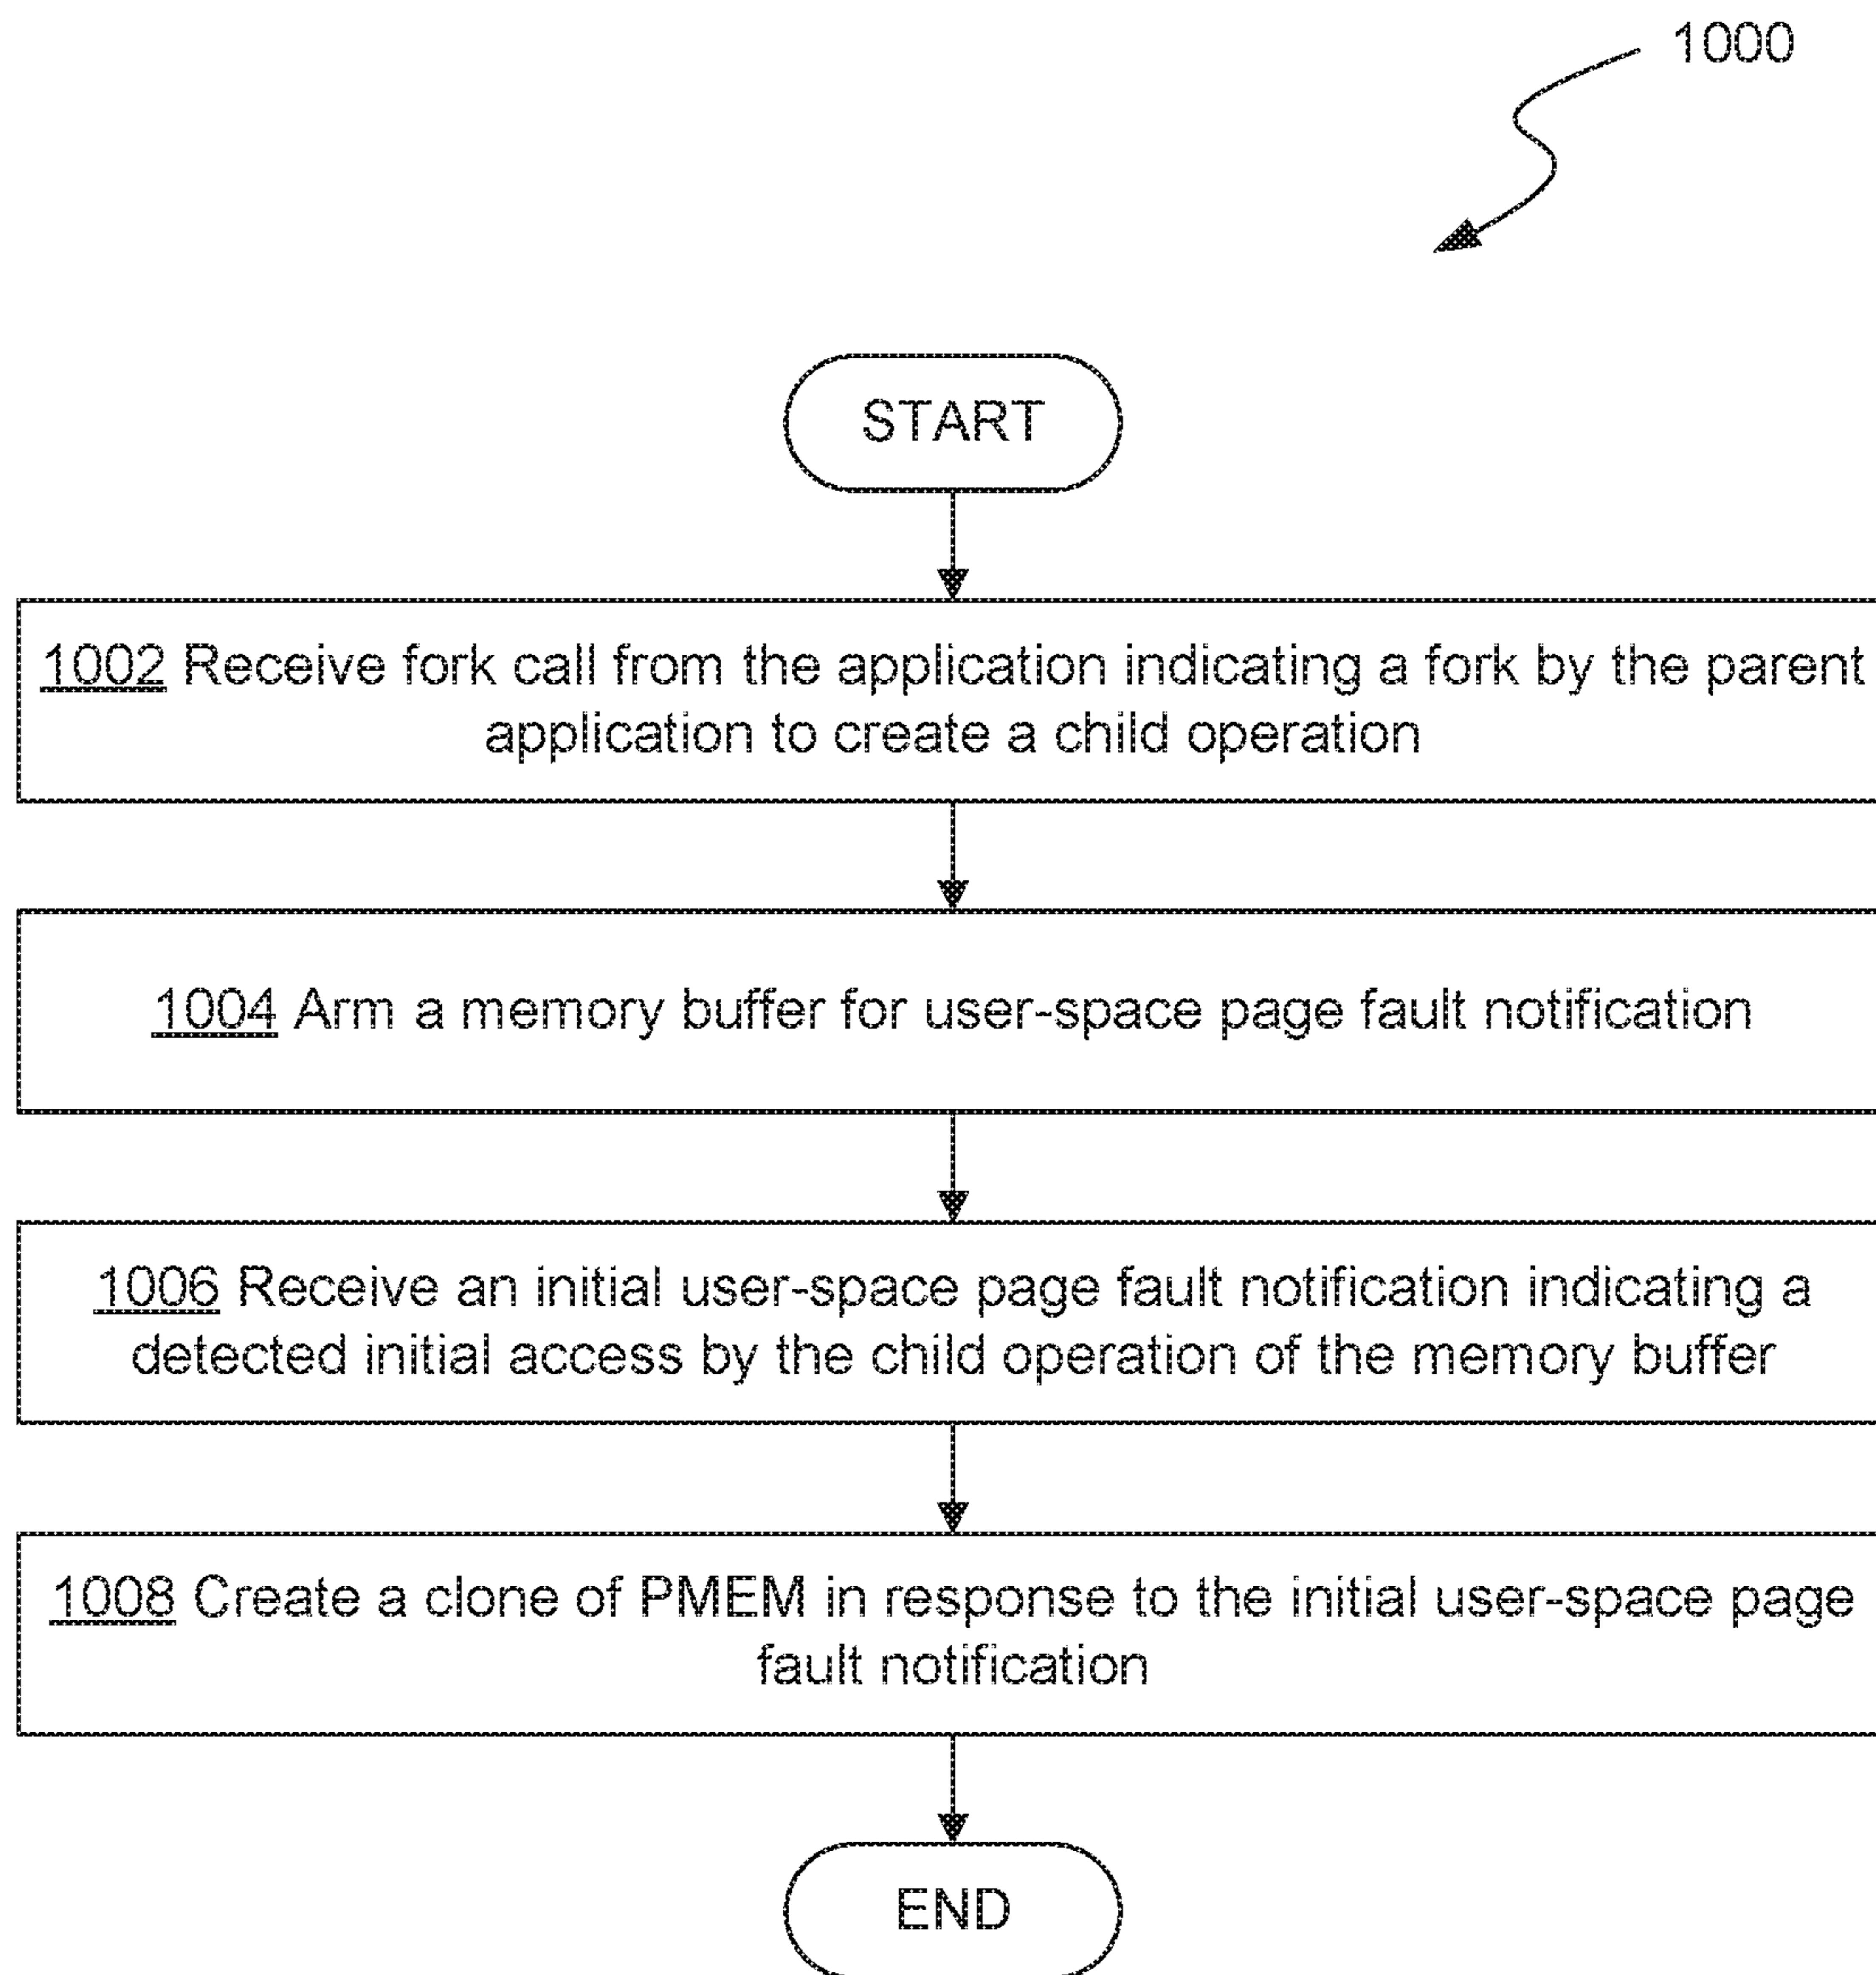 1000
START
1002 Receive fork call from the application indicating a fork by the parent
application to create a child operation
1004 Arm a memory buffer for user-space page fault notification
1006 Receive an initial user-space page fault notification indicating a
detected initial access by the child operation of the memory buffer
1008 Create a clone of PMEM in response to the initial user-space page
fault notification
END